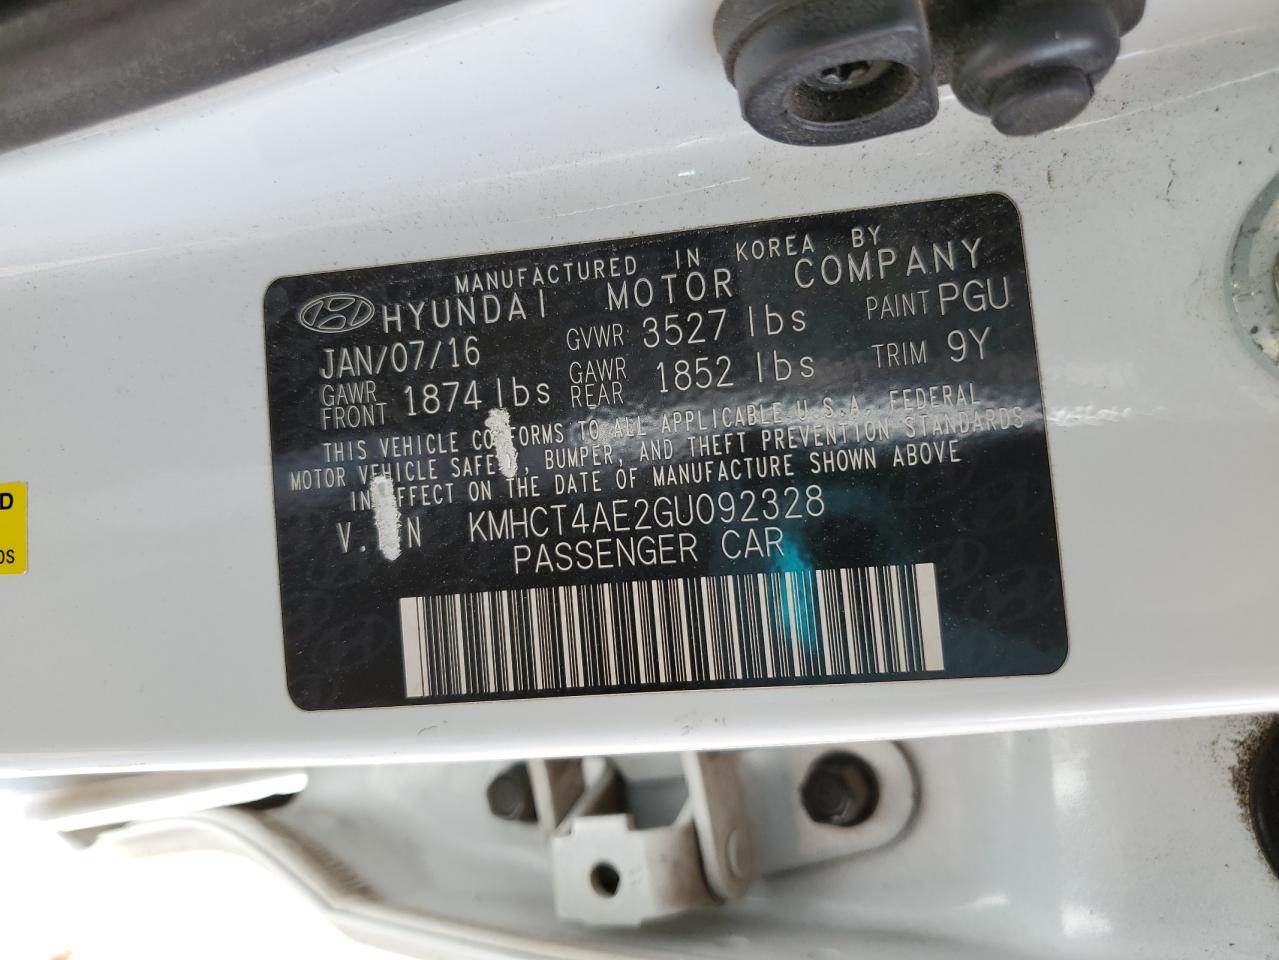 MANUFACTURED IN KOREA BY
HYUNDAI MOTOR COMPANY
JAN/07/16 GVWR 3527 lbs PAINT PGU
GAWR FRONT 1874 lbs GAWR REAR 1852 lbs TRIM 9Y
THIS VEHICLE CO FORMS TO ALL APPLICABLE U.S.A. FEDERAL
MOTOR VEHICLE SAFE , BUMPER, AND THEFT PREVENTION STANDARDS
IN EFFECT ON THE DATE OF MANUFACTURE SHOWN ABOVE
V. N KMHCT4AE2GU092328
PASSENGER CAR
D
0S